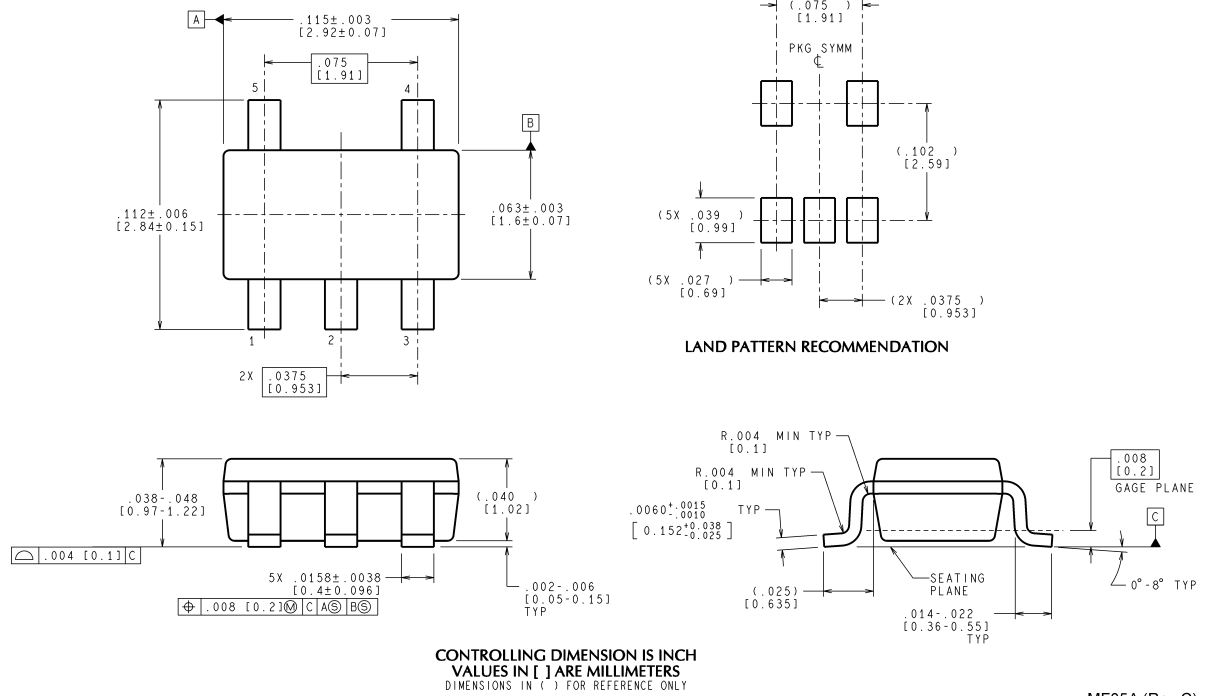 A
.115±.003
[2.92±0.07]
.075
[1.91]
5
4
B
.112±.006
[2.84±0.15]
.063±.003
[1.6±0.07]
1
2
3
2X .0375
[0.953]
(.075 )
[1.91]
PKG SYMM
℄
(.102 )
[2.59]
(5X .039 )
[0.99]
(5X .027 )
[0.69]
(2X .0375 )
[0.953]
LAND PATTERN RECOMMENDATION
.038-.048
[0.97-1.22]
(.040 )
[1.02]
⌓ .004 [0.1] C
5X .0158±.0038
[0.4±0.096]
⌖ .008 [0.2]Ⓜ C AⓈ BⓈ
.002-.006
[0.05-0.15]
TYP
R.004 MIN TYP
[0.1]
R.004 MIN TYP
[0.1]
.0060+.0015-.0010 TYP
[0.152+0.038-0.025]
.008
[0.2]
GAGE PLANE
C
0°-8° TYP
SEATING
PLANE
(.025)
[0.635]
.014-.022
[0.36-0.55]
TYP
CONTROLLING DIMENSION IS INCH
VALUES IN [ ] ARE MILLIMETERS
DIMENSIONS IN ( ) FOR REFERENCE ONLY